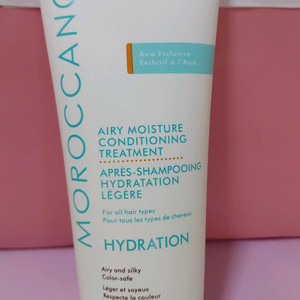 MOROCCANO
Asia Exclusive
Exclusif à l'Asie
AIRY MOISTURE
CONDITIONING
TREATMENT
APRÈS-SHAMPOOING
HYDRATATION
LÉGÈRE
For all hair types
Pour tous les types de cheveux
HYDRATION
Airy and silky
Color-safe
Léger et soyeux
Respecte la couleur